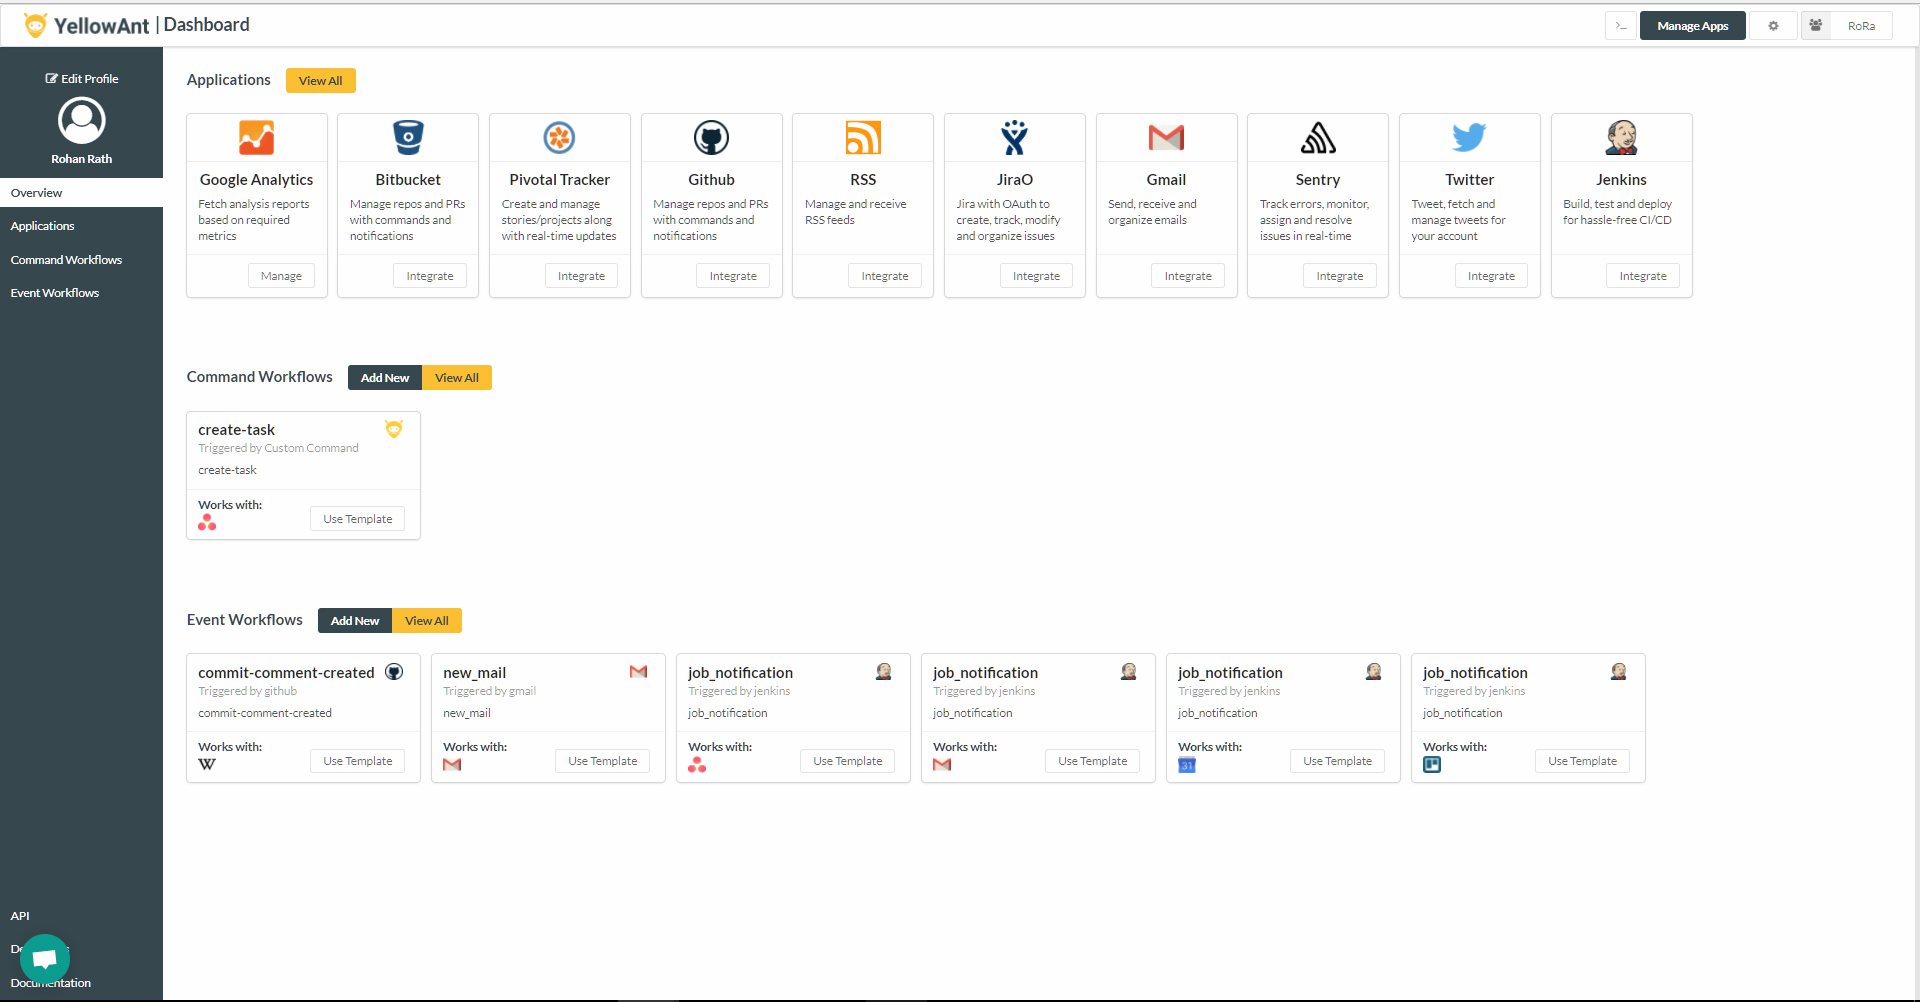 YellowAnt | Dashboard
>_
Manage Apps
RoRa
Edit Profile
Rohan Rath
Overview
Applications
Command Workflows
Event Workflows
API
Documentation
Applications
View All
Google Analytics
Fetch analysis reports
based on required
metrics
Manage
Bitbucket
Manage repos and PRs
with commands and
notifications
Integrate
Pivotal Tracker
Create and manage
stories/projects along
with real-time updates
Integrate
Github
Manage repos and PRs
with commands and
notifications
Integrate
RSS
Manage and receive
RSS feeds
Integrate
JiraO
Jira with OAuth to
create, track, modify
and organize issues
Integrate
Gmail
Send, receive and
organize emails
Integrate
Sentry
Track errors, monitor,
assign and resolve
issues in real-time
Integrate
Twitter
Tweet, fetch and
manage tweets for
your account
Integrate
Jenkins
Build, test and deploy
for hassle-free CI/CD
Integrate
Command Workflows
Add New
View All
create-task
Triggered by Custom Command
create-task
Works with:
Use Template
Event Workflows
Add New
View All
commit-comment-created
Triggered by github
commit-comment-created
Works with:
W
Use Template
new_mail
Triggered by gmail
new_mail
Works with:
Use Template
job_notification
Triggered by jenkins
job_notification
Works with:
Use Template
job_notification
Triggered by jenkins
job_notification
Works with:
Use Template
job_notification
Triggered by jenkins
job_notification
Works with:
31
Use Template
job_notification
Triggered by jenkins
job_notification
Works with:
Use Template